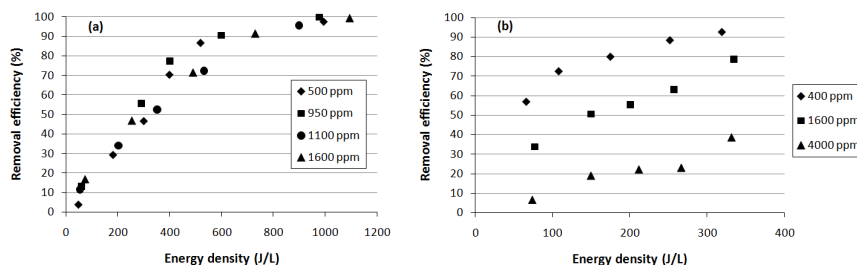 (a)
Removal efficiency (%)
100
90
80
70
60
50
40
30
20
10
0
0 200 400 600 800 1000 1200
Energy density (J/L)
500 ppm
950 ppm
1100 ppm
1600 ppm
(b)
Removal efficiency (%)
100
90
80
70
60
50
40
30
20
10
0
0 100 200 300 400
Energy density (J/L)
400 ppm
1600 ppm
4000 ppm